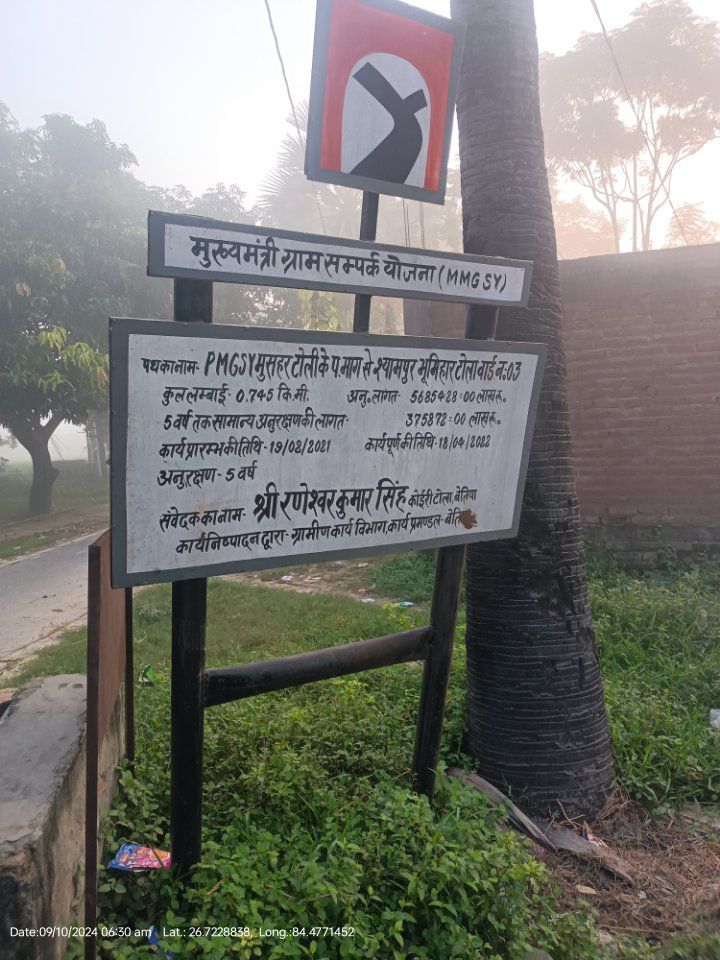 मुख्यमंत्री ग्राम सम्पर्क योजना (MMGSY)
पथ का नाम- PMGSY मुसहर टोली के प.माग से श्यामपुर भूमिहार टोला वार्ड न:03
कुल लम्बाई- 0.745 कि.मी. अनु.लागत- 5685428=00 लाख रू.
5 वर्ष तक सामान्य अनुरक्षण की लागत- 375872=00 लाख रू.
कार्य प्रारम्भ की तिथि- 19/02/2021 कार्य पूर्ण की तिथि- 18/04/2022
अनुरक्षण- 5 वर्ष
संवेदक का नाम- श्री रणेश्वर कुमार सिंह कोईरी टोला, बेतिया
कार्य निष्पादन द्वारा- ग्रामीण कार्य विभाग, कार्य प्रमण्डल-
Date:09/10/2024 06:30 am Lat.: 26.7228838, Long.:84.4771452